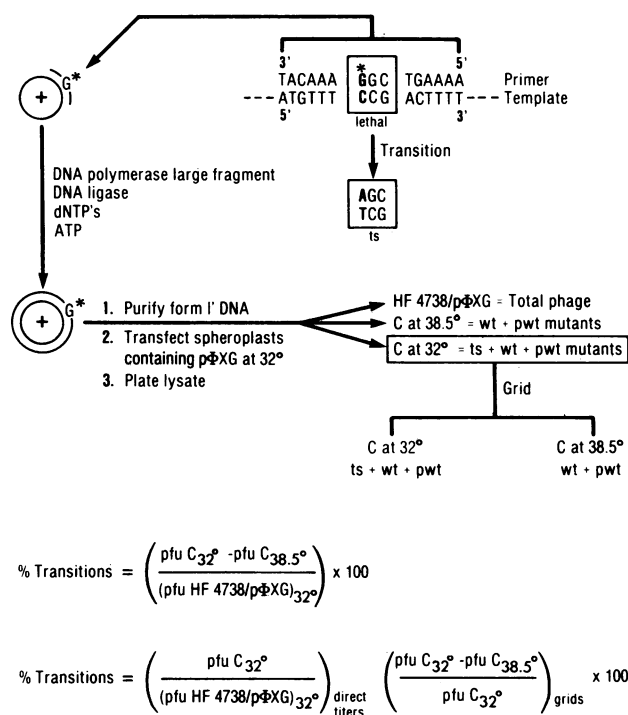 3' 5'
*
TACAAA GGC TGAAAA Primer
---ATGTTT CCG ACTTTT--- Template
5' lethal 3'
G*
+
Transition
AGC
TCG
ts
DNA polymerase large fragment
DNA ligase
dNTP's
ATP
G*
+
1. Purify form I' DNA
2. Transfect spheroplasts
containing pΦXG at 32°
3. Plate lysate
HF 4738/pΦXG = Total phage
C at 38.5° = wt + pwt mutants
C at 32° = ts + wt + pwt mutants
Grid
C at 32° C at 38.5°
ts + wt + pwt wt + pwt
% Transitions = ( pfu C32° -pfu C38.5° / (pfu HF 4738/pΦXG)32° ) x 100
% Transitions = ( pfu C32° / (pfu HF 4738/pΦXG)32° ) direct titers ( pfu C32° -pfu C38.5° / pfu C32° ) grids x 100